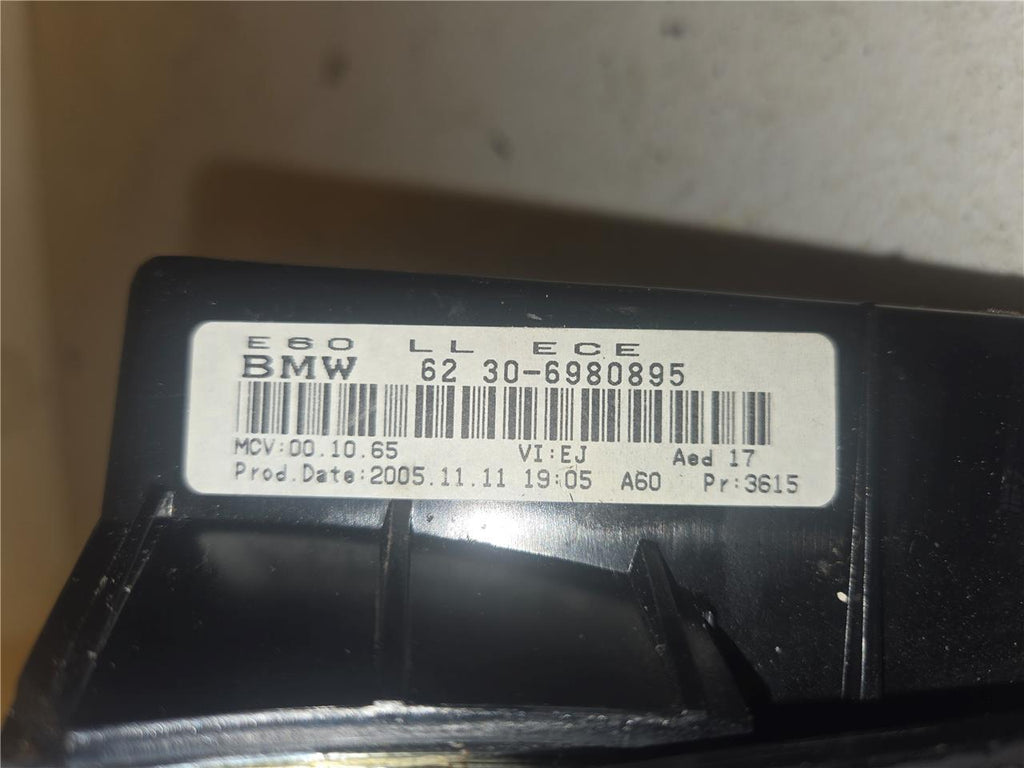 E60 LL ECE
BMW 62 30-6980895
MCV:00.10.65 VI:EJ Aed 17
Prod.Date:2005.11.11 19:05 A60 Pr:3615